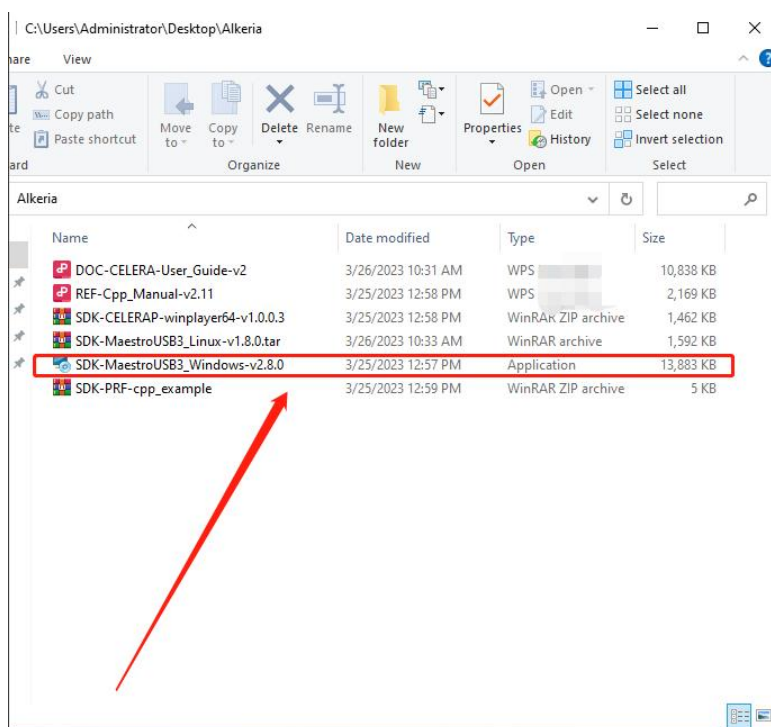 C:\Users\Administrator\Desktop\Alkeria
hare View
Cut
Copy path
Paste shortcut
Move to
Copy to
Delete
Rename
New folder
Properties
Open
Edit
History
Select all
Select none
Invert selection
ard Organize New Open Select
Alkeria
Name Date modified Type Size
DOC-CELERA-User_Guide-v2 3/26/2023 10:31 AM WPS 10,838 KB
REF-Cpp_Manual-v2.11 3/25/2023 12:58 PM WPS 2,169 KB
SDK-CELERAP-winplayer64-v1.0.0.3 3/25/2023 12:58 PM WinRAR ZIP archive 1,462 KB
SDK-MaestroUSB3_Linux-v1.8.0.tar 3/26/2023 10:33 AM WinRAR archive 1,592 KB
SDK-MaestroUSB3_Windows-v2.8.0 3/25/2023 12:57 PM Application 13,883 KB
SDK-PRF-cpp_example 3/25/2023 12:59 PM WinRAR ZIP archive 5 KB